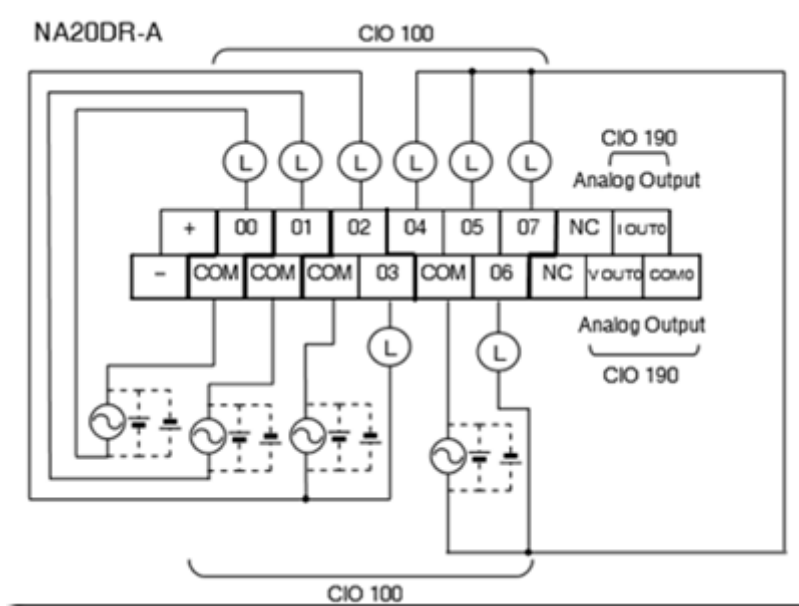 NA20DR-A
CIO 100
CIO 190
Analog Output
L L L L L L
+ 00 01 02 04 05 07 NC I OUT0
- COM COM COM 03 COM 06 NC V OUT0 COM0
L L
Analog Output
CIO 190
CIO 100